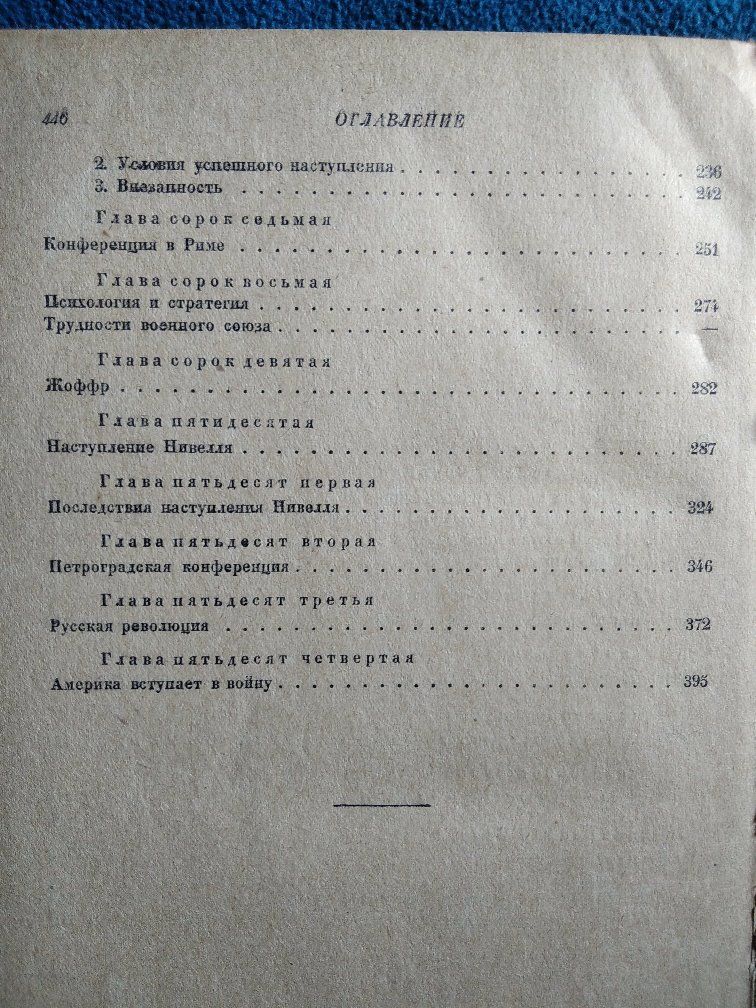 446 ОГЛАВЛЕНИЕ
2. Условия успешного наступления . . . . . . . . . . . . . . . . 236
3. Внезапность . . . . . . . . . . . . . . . . . . . . . . . . . 242
Глава сорок седьмая
Конференция в Риме . . . . . . . . . . . . . . . . . . . . . . . 251
Глава сорок восьмая
Психология и стратегия . . . . . . . . . . . . . . . . . . . . . 274
Трудности военного союза . . . . . . . . . . . . . . . . . . . . —
Глава сорок девятая
Жоффр . . . . . . . . . . . . . . . . . . . . . . . . . . . . . 282
Глава пятидесятая
Наступление Нивелля . . . . . . . . . . . . . . . . . . . . . . 287
Глава пятьдесят первая
Последствия наступления Нивелля . . . . . . . . . . . . . . . . 324
Глава пятьдесят вторая
Петроградская конференция . . . . . . . . . . . . . . . . . . . 346
Глава пятьдесят третья
Русская революция . . . . . . . . . . . . . . . . . . . . . . . 372
Глава пятьдесят четвертая
Америка вступает в войну . . . . . . . . . . . . . . . . . . . . 395